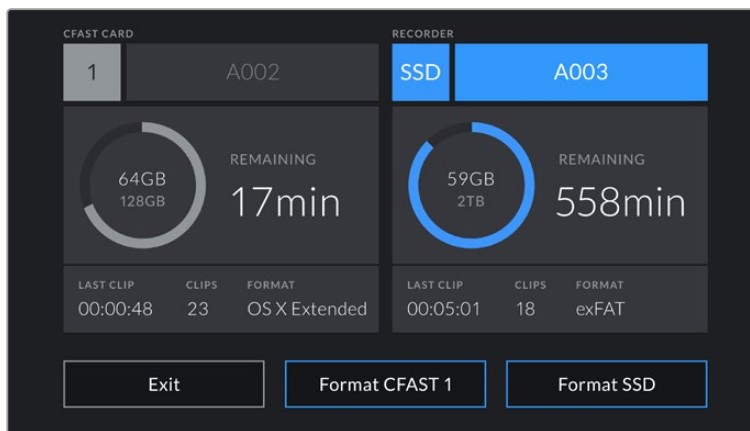 CFAST CARD
RECORDER
1
A002
SSD
A003
64GB
128GB
REMAINING
17min
59GB
2TB
REMAINING
558min
LAST CLIP
CLIPS
FORMAT
00:00:48
23
OS X Extended
LAST CLIP
CLIPS
FORMAT
00:05:01
18
exFAT
Exit
Format CFAST 1
Format SSD